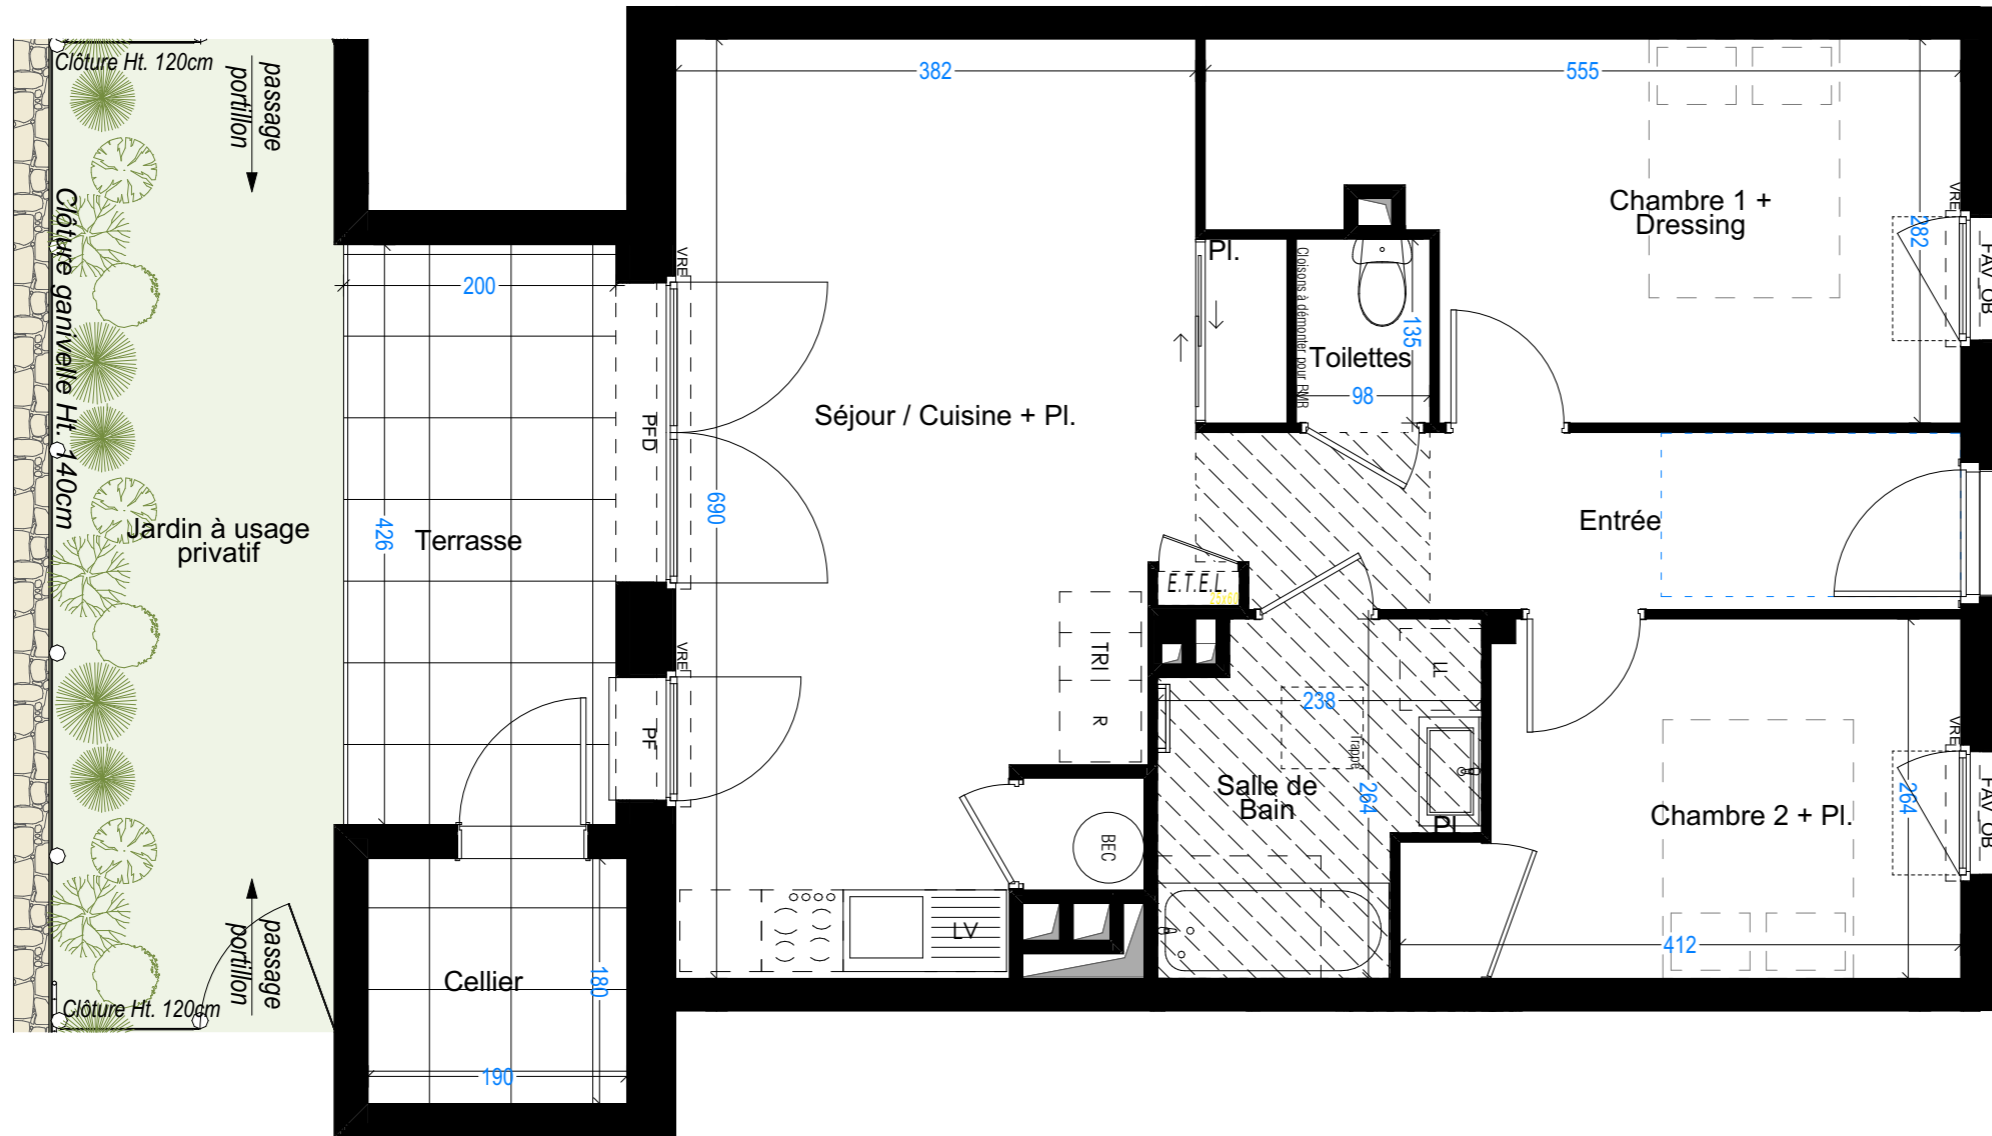 Clôture Ht. 120cm
passage
portillon
Clôture ganivelle Ht. 140cm
Jardin à usage
privatif
passage
portillon
Clôture Ht. 120cm
200
426
Terrasse
Cellier
180
190
382
690
VRE
PFD
VRE
PF
Séjour / Cuisine + Pl.
TRI
R
BEC
LV
Pl.
Cloisons à démonter pour PMR
Toilettes
135
98
555
Chambre 1 +
Dressing
282
VRE
FAV_OB
Entrée
E.T.E.L.
LL
238
Trappe
Salle de
Bain
264
Pl.
Chambre 2 + Pl.
412
264
VRE
FAV_OB